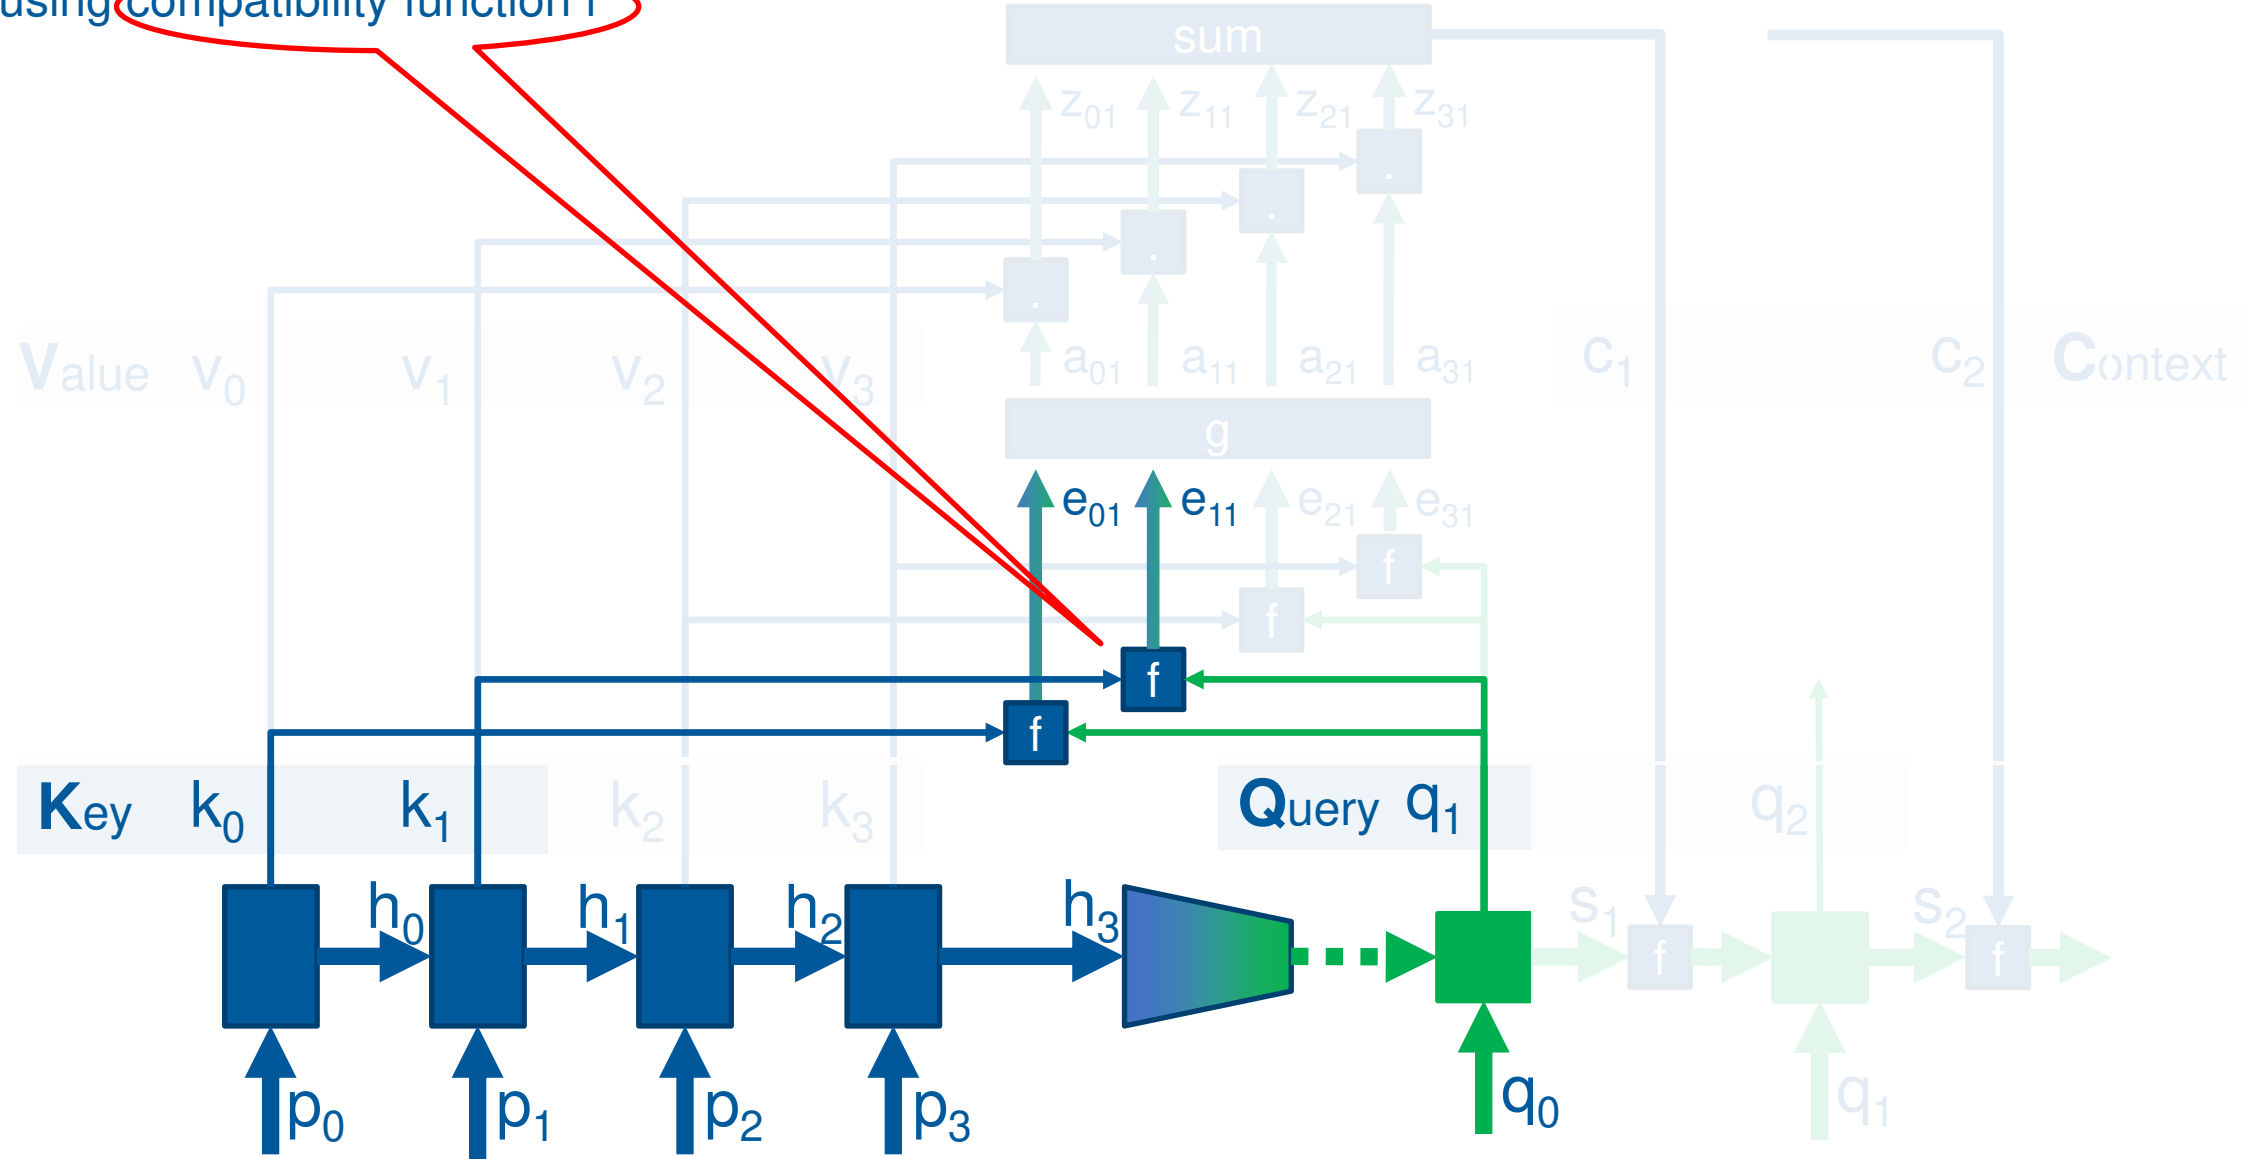 using compatibility function f
sum
z01 z11 z21 z31
.
.
.
.
Value v0 v1 v2 v3 a01 a11 a21 a31 c1 c2 Context
g
e01 e11 e21 e31
f
f
f
f
Key k0 k1 k2 k3 Query q1 q2
h0 h1 h2 h3 s1 s2
f f
p0 p1 p2 p3 q0 q1